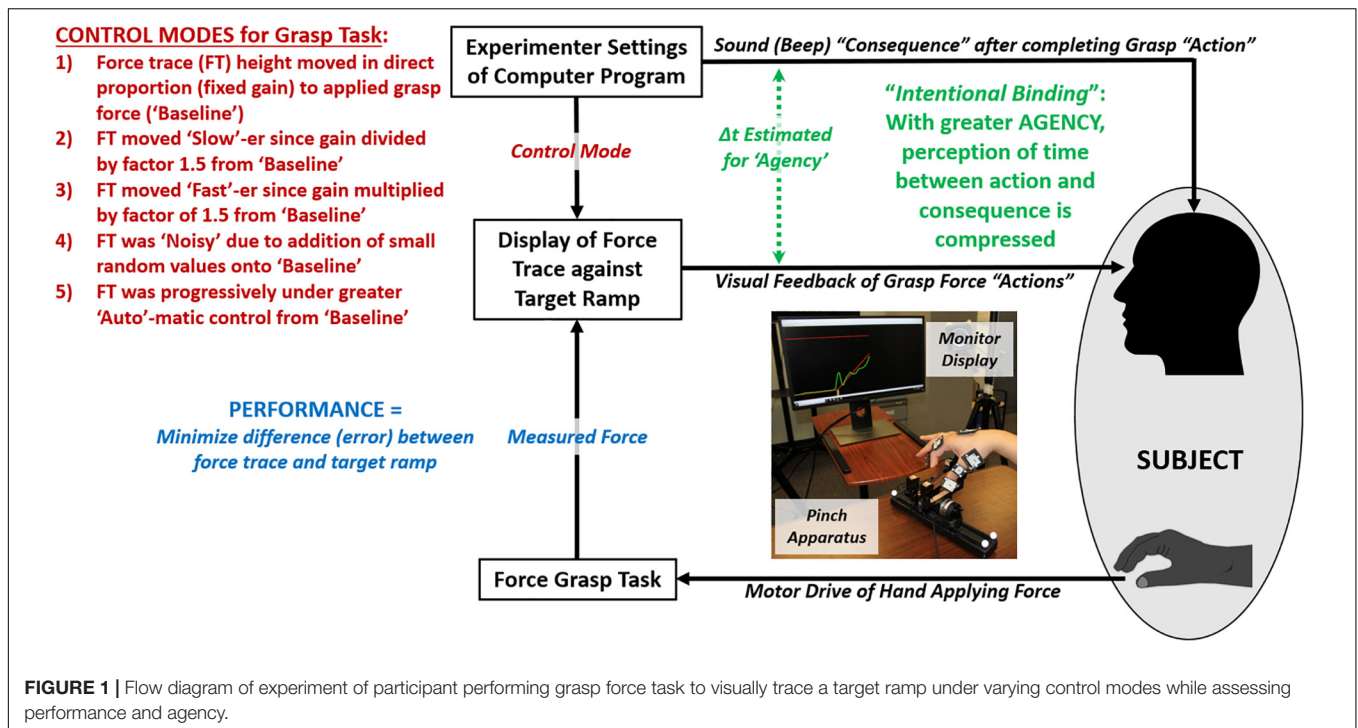 CONTROL MODES for Grasp Task:
1) Force trace (FT) height moved in direct
proportion (fixed gain) to applied grasp
force (‘Baseline’)
2) FT moved ‘Slow’-er since gain divided
by factor 1.5 from ‘Baseline’
3) FT moved ‘Fast’-er since gain multiplied
by factor of 1.5 from ‘Baseline’
4) FT was ‘Noisy’ due to addition of small
random values onto ‘Baseline’
5) FT was progressively under greater
‘Auto’-matic control from ‘Baseline’
Experimenter Settings
of Computer Program
Sound (Beep) “Consequence” after completing Grasp “Action”
Control Mode
Δt Estimated
for ‘Agency’
“Intentional Binding”:
With greater AGENCY,
perception of time
between action and
consequence is
compressed
Display of Force
Trace against
Target Ramp
Visual Feedback of Grasp Force “Actions”
Monitor
Display
Pinch
Apparatus
PERFORMANCE =
Minimize difference (error) between
force trace and target ramp
Measured Force
SUBJECT
Force Grasp Task
Motor Drive of Hand Applying Force
FIGURE 1 | Flow diagram of experiment of participant performing grasp force task to visually trace a target ramp under varying control modes while assessing
performance and agency.